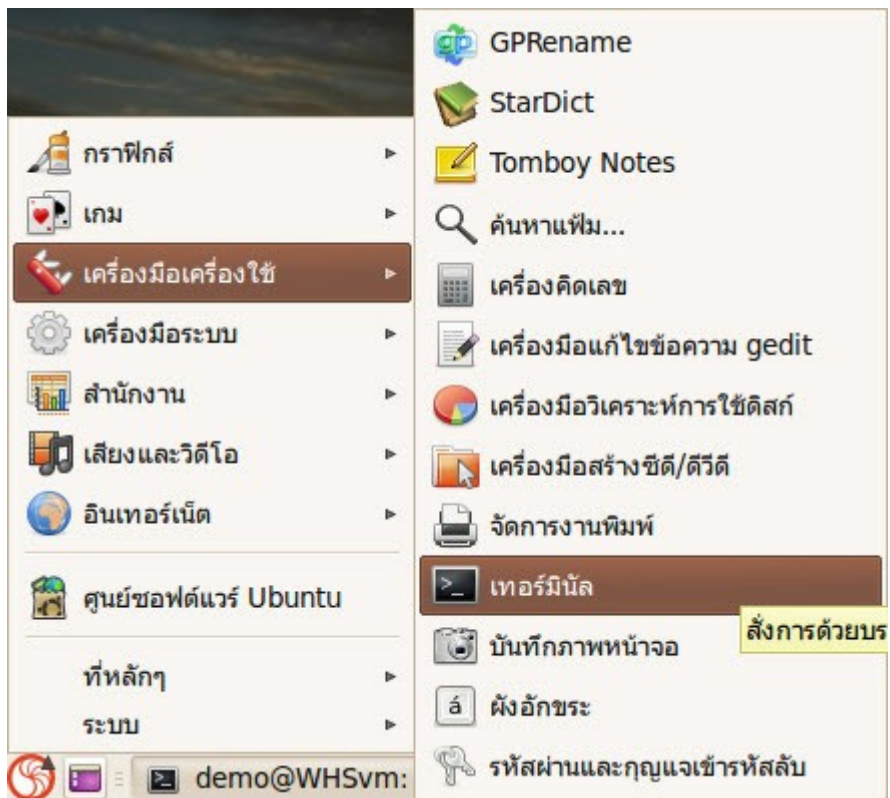 กราฟิกส์
เกม
เครื่องมือเครื่องใช้
เครื่องมือระบบ
สำนักงาน
เสียงและวิดีโอ
อินเทอร์เน็ต
ศูนย์ซอฟต์แวร์ Ubuntu
ที่หลักๆ
ระบบ
demo@WHSvm:
GPRename
StarDict
Tomboy Notes
ค้นหาแฟ้ม...
เครื่องคิดเลข
เครื่องมือแก้ไขข้อความ gedit
เครื่องมือวิเคราะห์การใช้ดิสก์
เครื่องมือสร้างซีดี/ดีวีดี
จัดการงานพิมพ์
เทอร์มินัล
สั่งการด้วยบร
บันทึกภาพหน้าจอ
á ผังอักขระ
รหัสผ่านและกุญแจเข้ารหัสลับ